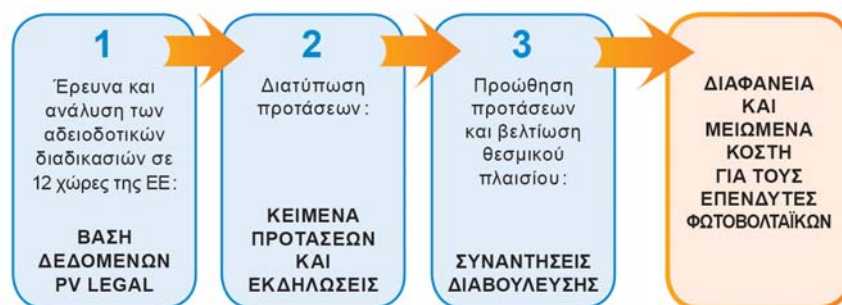 1
Έρευνα και
ανάλυση των
αδειοδοτικών
διαδικασιών σε
12 χώρες της ΕΕ:
ΒΑΣΗ
ΔΕΔΟΜΕΝΩΝ
PV LEGAL
2
Διατύπωση
προτάσεων:
ΚΕΙΜΕΝΑ
ΠΡΟΤΑΣΕΩΝ
ΚΑΙ
ΕΚΔΗΛΩΣΕΙΣ
3
Προώθηση
προτάσεων
και βελτίωση
θεσμικού
πλαισίου:
ΣΥΝΑΝΤΗΣΕΙΣ
ΔΙΑΒΟΥΛΕΥΣΗΣ
ΔΙΑΦΑΝΕΙΑ
ΚΑΙ
ΜΕΙΩΜΕΝΑ
ΚΟΣΤΗ
ΓΙΑ ΤΟΥΣ
ΕΠΕΝΔΥΤΕΣ
ΦΩΤΟΒΟΛΤΑΪΚΩΝ